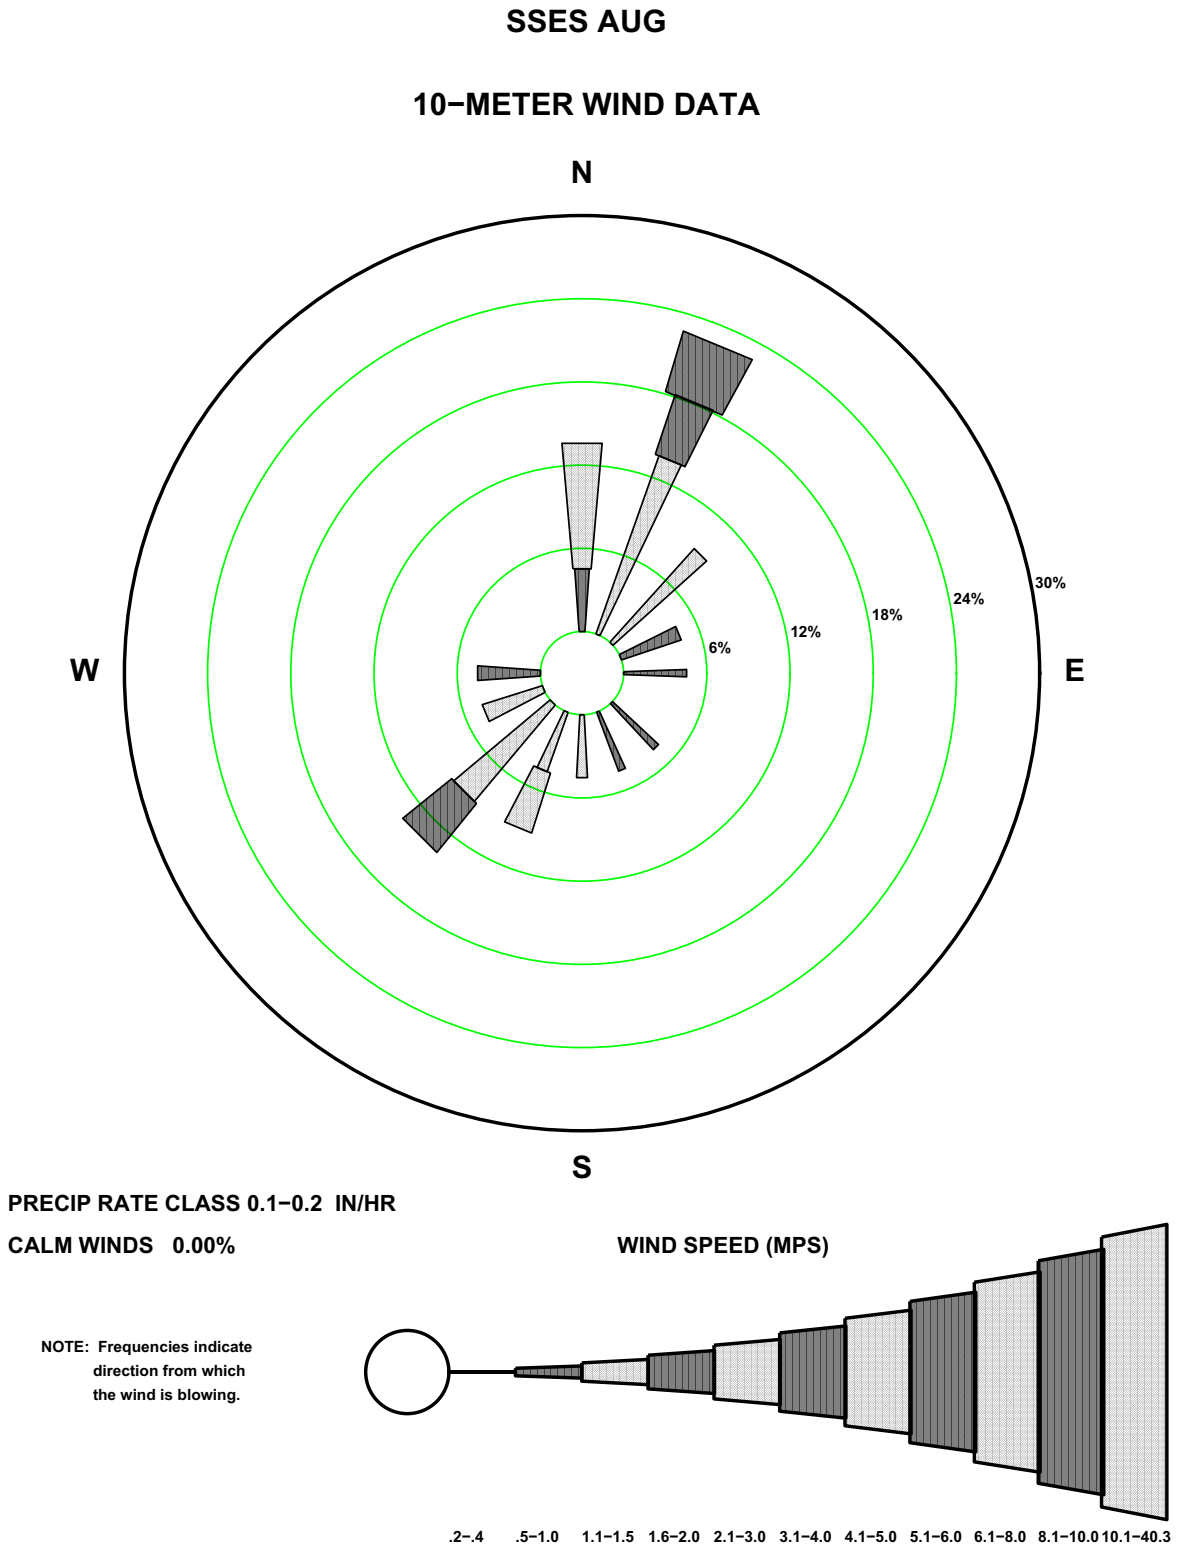 SSES AUG
10−METER WIND DATA
N
30%
24%
18%
12%
6%
W
E
S
PRECIP RATE CLASS 0.1−0.2 IN/HR
CALM WINDS 0.00%
WIND SPEED (MPS)
NOTE: Frequencies indicate
direction from which
the wind is blowing.
.2−.4 .5−1.0 1.1−1.5 1.6−2.0 2.1−3.0 3.1−4.0 4.1−5.0 5.1−6.0 6.1−8.0 8.1−10.0 10.1−40.3